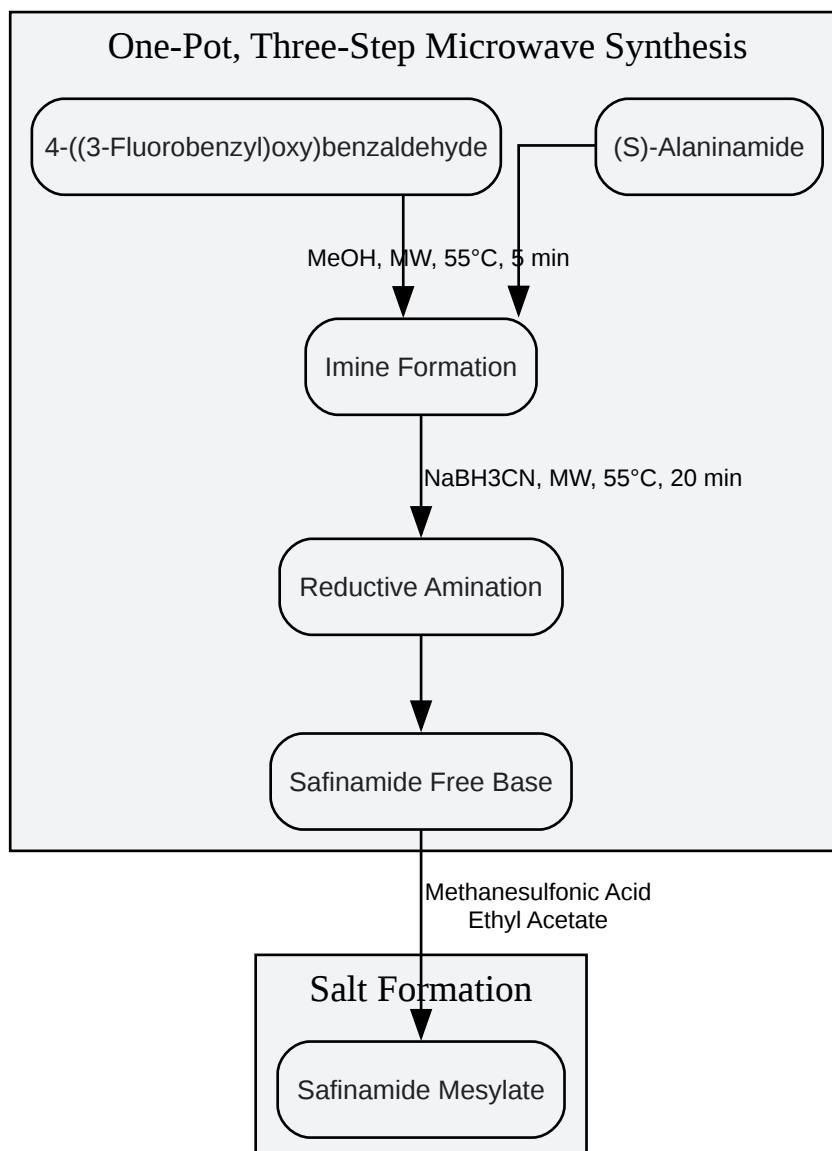 One-Pot, Three-Step Microwave Synthesis
4-((3-Fluorobenzyl)oxy)benzaldehyde
(S)-Alaninamide
MeOH, MW, 55°C, 5 min
Imine Formation
NaBH3CN, MW, 55°C, 20 min
Reductive Amination
Safinamide Free Base
Methanesulfonic Acid
Ethyl Acetate
Salt Formation
Safinamide Mesylate